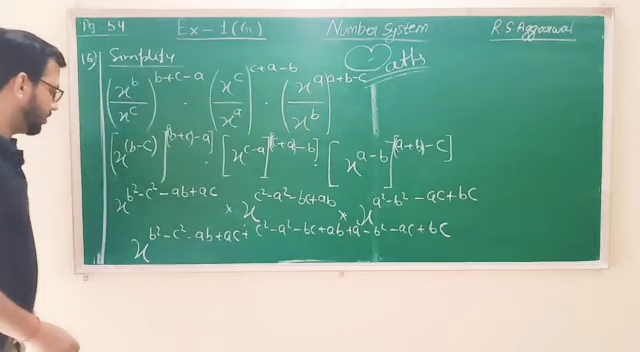 Pg 54 Ex-1(G) Number System R.S Aggarwal
16) Simplify Maths
(x^b/x^c)^b+c-a · (x^c/x^a)^c+a-b · (x^a/x^b)^a+b-c
[x^(b-c)]^[(b+c)-a] · [x^c-a]^[(c+a)-b] · [x^a-b]^[(a+b)-c]
x^b²-c²-ab+ac × x^c²-a²-bc+ab × x^a²-b²-ac+bc
x^b²-c²-ab+ac+c²-a²-bc+ab+a²-b²-ac+bc